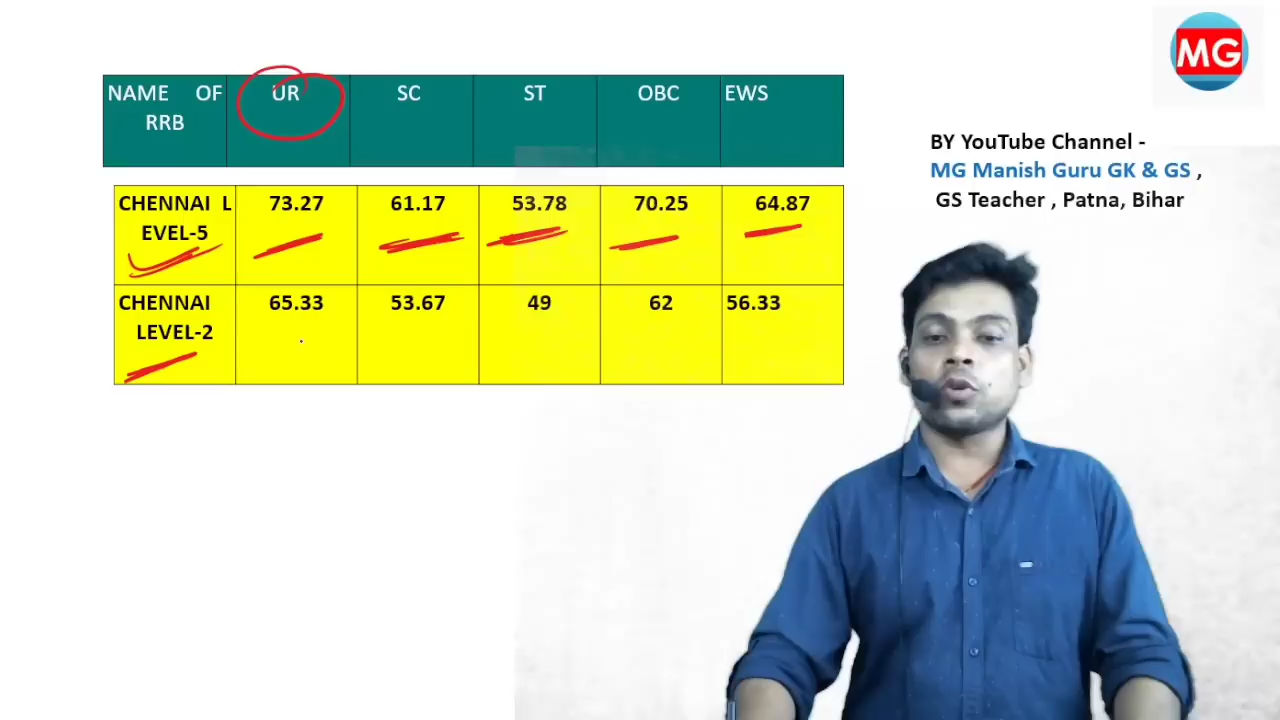 MG
NAME OF RRB UR SC ST OBC EWS
CHENNAI L
EVEL-5 73.27 61.17 53.78 70.25 64.87
CHENNAI
LEVEL-2 65.33 53.67 49 62 56.33
BY YouTube Channel -
MG Manish Guru GK & GS ,
GS Teacher , Patna, Bihar